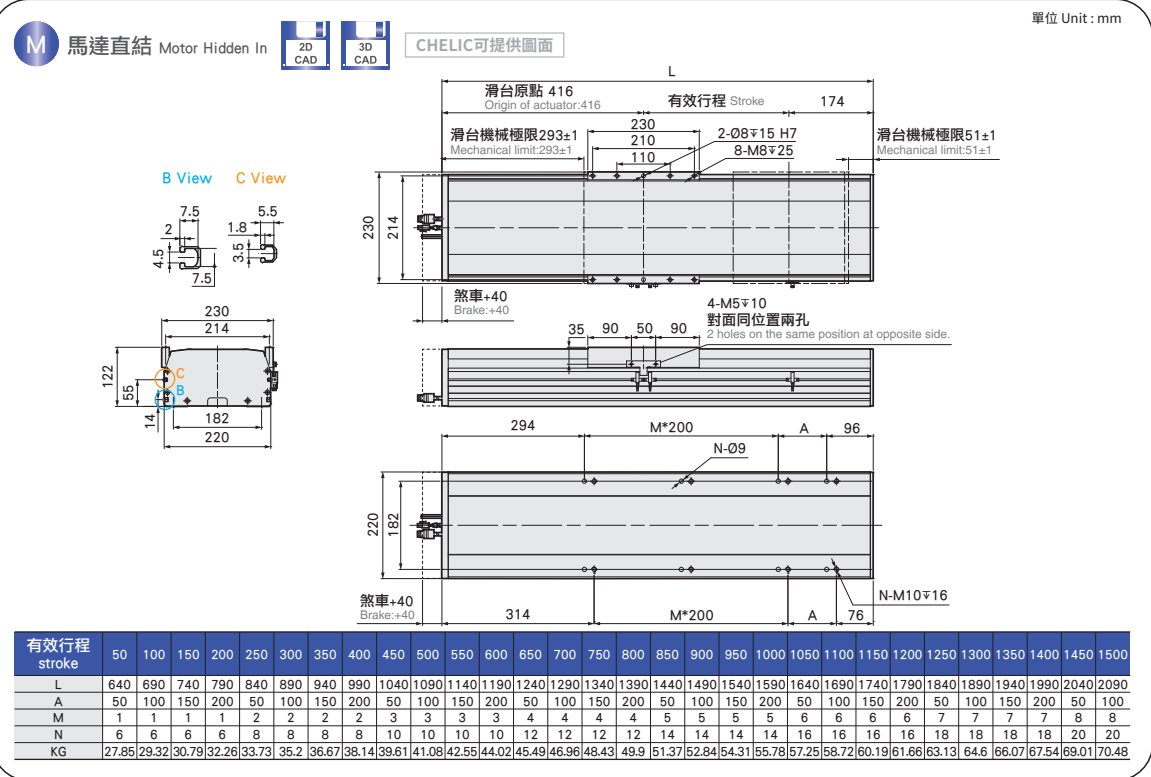 單位 Unit : mm
M 馬達直結 Motor Hidden In
2D CAD
3D CAD
CHELIC可提供圖面
L
滑台原點 416
Origin of actuator:416
有效行程 Stroke
174
滑台機械極限293±1
Mechanical limit:293±1
230
210
110
2-Ø8↧15 H7
8-M8↧25
滑台機械極限51±1
Mechanical limit:51±1
B View
C View
7.5
2
4.5
7.5
5.5
1.8
3.5
230
214
煞車+40
Brake:+40
230
214
122
55
14
C
B
182
220
35
90
50
90
4-M5↧10
對面同位置兩孔
2 holes on the same position at opposite side.
294
M*200
A
96
N-Ø9
220
182
N-M10↧16
煞車+40
Brake:+40
314
M*200
A
76
有效行程 stroke 50 100 150 200 250 300 350 400 450 500 550 600 650 700 750 800 850 900 950 1000 1050 1100 1150 1200 1250 1300 1350 1400 1450 1500
L 640 690 740 790 840 890 940 990 1040 1090 1140 1190 1240 1290 1340 1390 1440 1490 1540 1590 1640 1690 1740 1790 1840 1890 1940 1990 2040 2090
A 50 100 150 200 50 100 150 200 50 100 150 200 50 100 150 200 50 100 150 200 50 100 150 200 50 100 150 200 50 100
M 1 1 1 1 2 2 2 2 3 3 3 3 4 4 4 4 5 5 5 5 6 6 6 6 7 7 7 7 8 8
N 6 6 6 6 8 8 8 8 10 10 10 10 12 12 12 12 14 14 14 14 16 16 16 16 18 18 18 18 20 20
KG 27.85 29.32 30.79 32.26 33.73 35.2 36.67 38.14 39.61 41.08 42.55 44.02 45.49 46.96 48.43 49.9 51.37 52.84 54.31 55.78 57.25 58.72 60.19 61.66 63.13 64.6 66.07 67.54 69.01 70.48